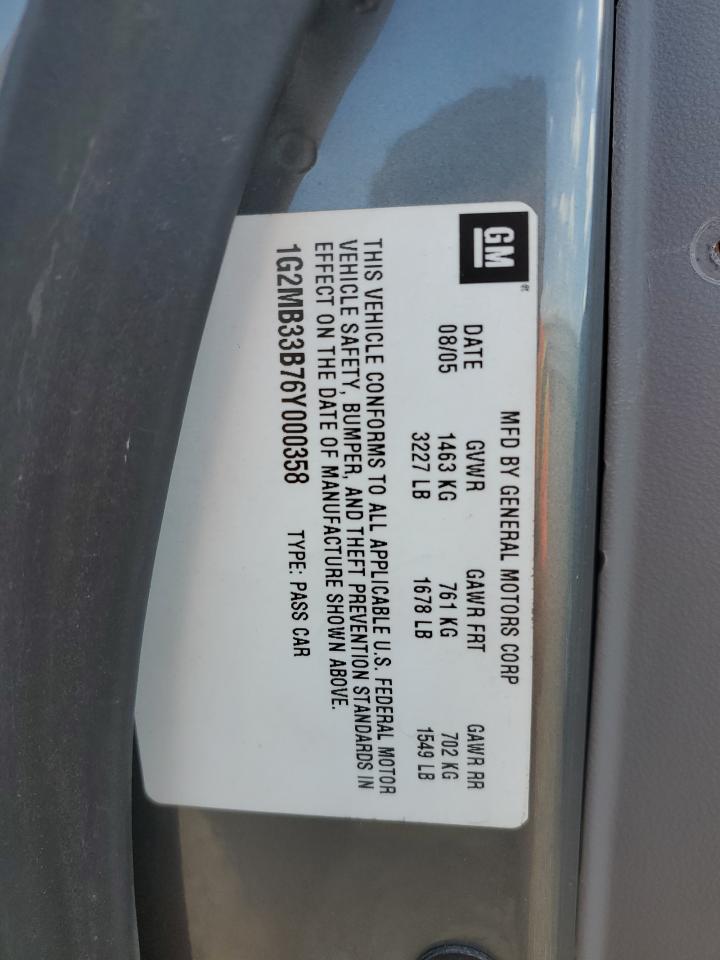 GM
MFD BY GENERAL MOTORS CORP
DATE GVWR GAWR FRT GAWR RR
08/05 1463 KG 761 KG 702 KG
3227 LB 1678 LB 1549 LB
THIS VEHICLE CONFORMS TO ALL APPLICABLE U.S. FEDERAL MOTOR
VEHICLE SAFETY, BUMPER, AND THEFT PREVENTION STANDARDS IN
EFFECT ON THE DATE OF MANUFACTURE SHOWN ABOVE.
1G2MB33B76Y000358 TYPE: PASS CAR